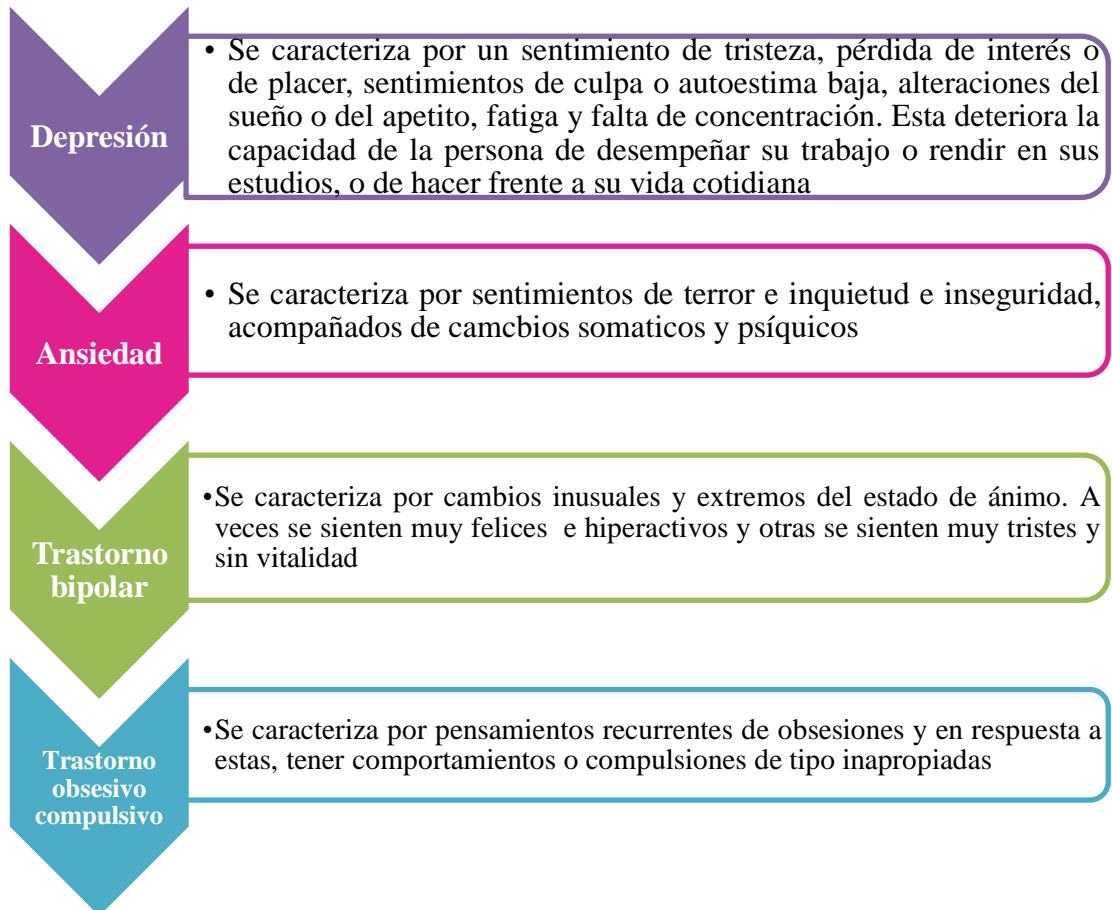 Depresión
• Se caracteriza por un sentimiento de tristeza, pérdida de interés o
de placer, sentimientos de culpa o autoestima baja, alteraciones del
sueño o del apetito, fatiga y falta de concentración. Esta deteriora la
capacidad de la persona de desempeñar su trabajo o rendir en sus
estudios, o de hacer frente a su vida cotidiana
Ansiedad
• Se caracteriza por sentimientos de terror e inquietud e inseguridad,
acompañados de camcbios somaticos y psíquicos
Trastorno
bipolar
•Se caracteriza por cambios inusuales y extremos del estado de ánimo. A
veces se sienten muy felices e hiperactivos y otras se sienten muy tristes y
sin vitalidad
Trastorno
obsesivo
compulsivo
•Se caracteriza por pensamientos recurrentes de obsesiones y en respuesta a
estas, tener comportamientos o compulsiones de tipo inapropiadas